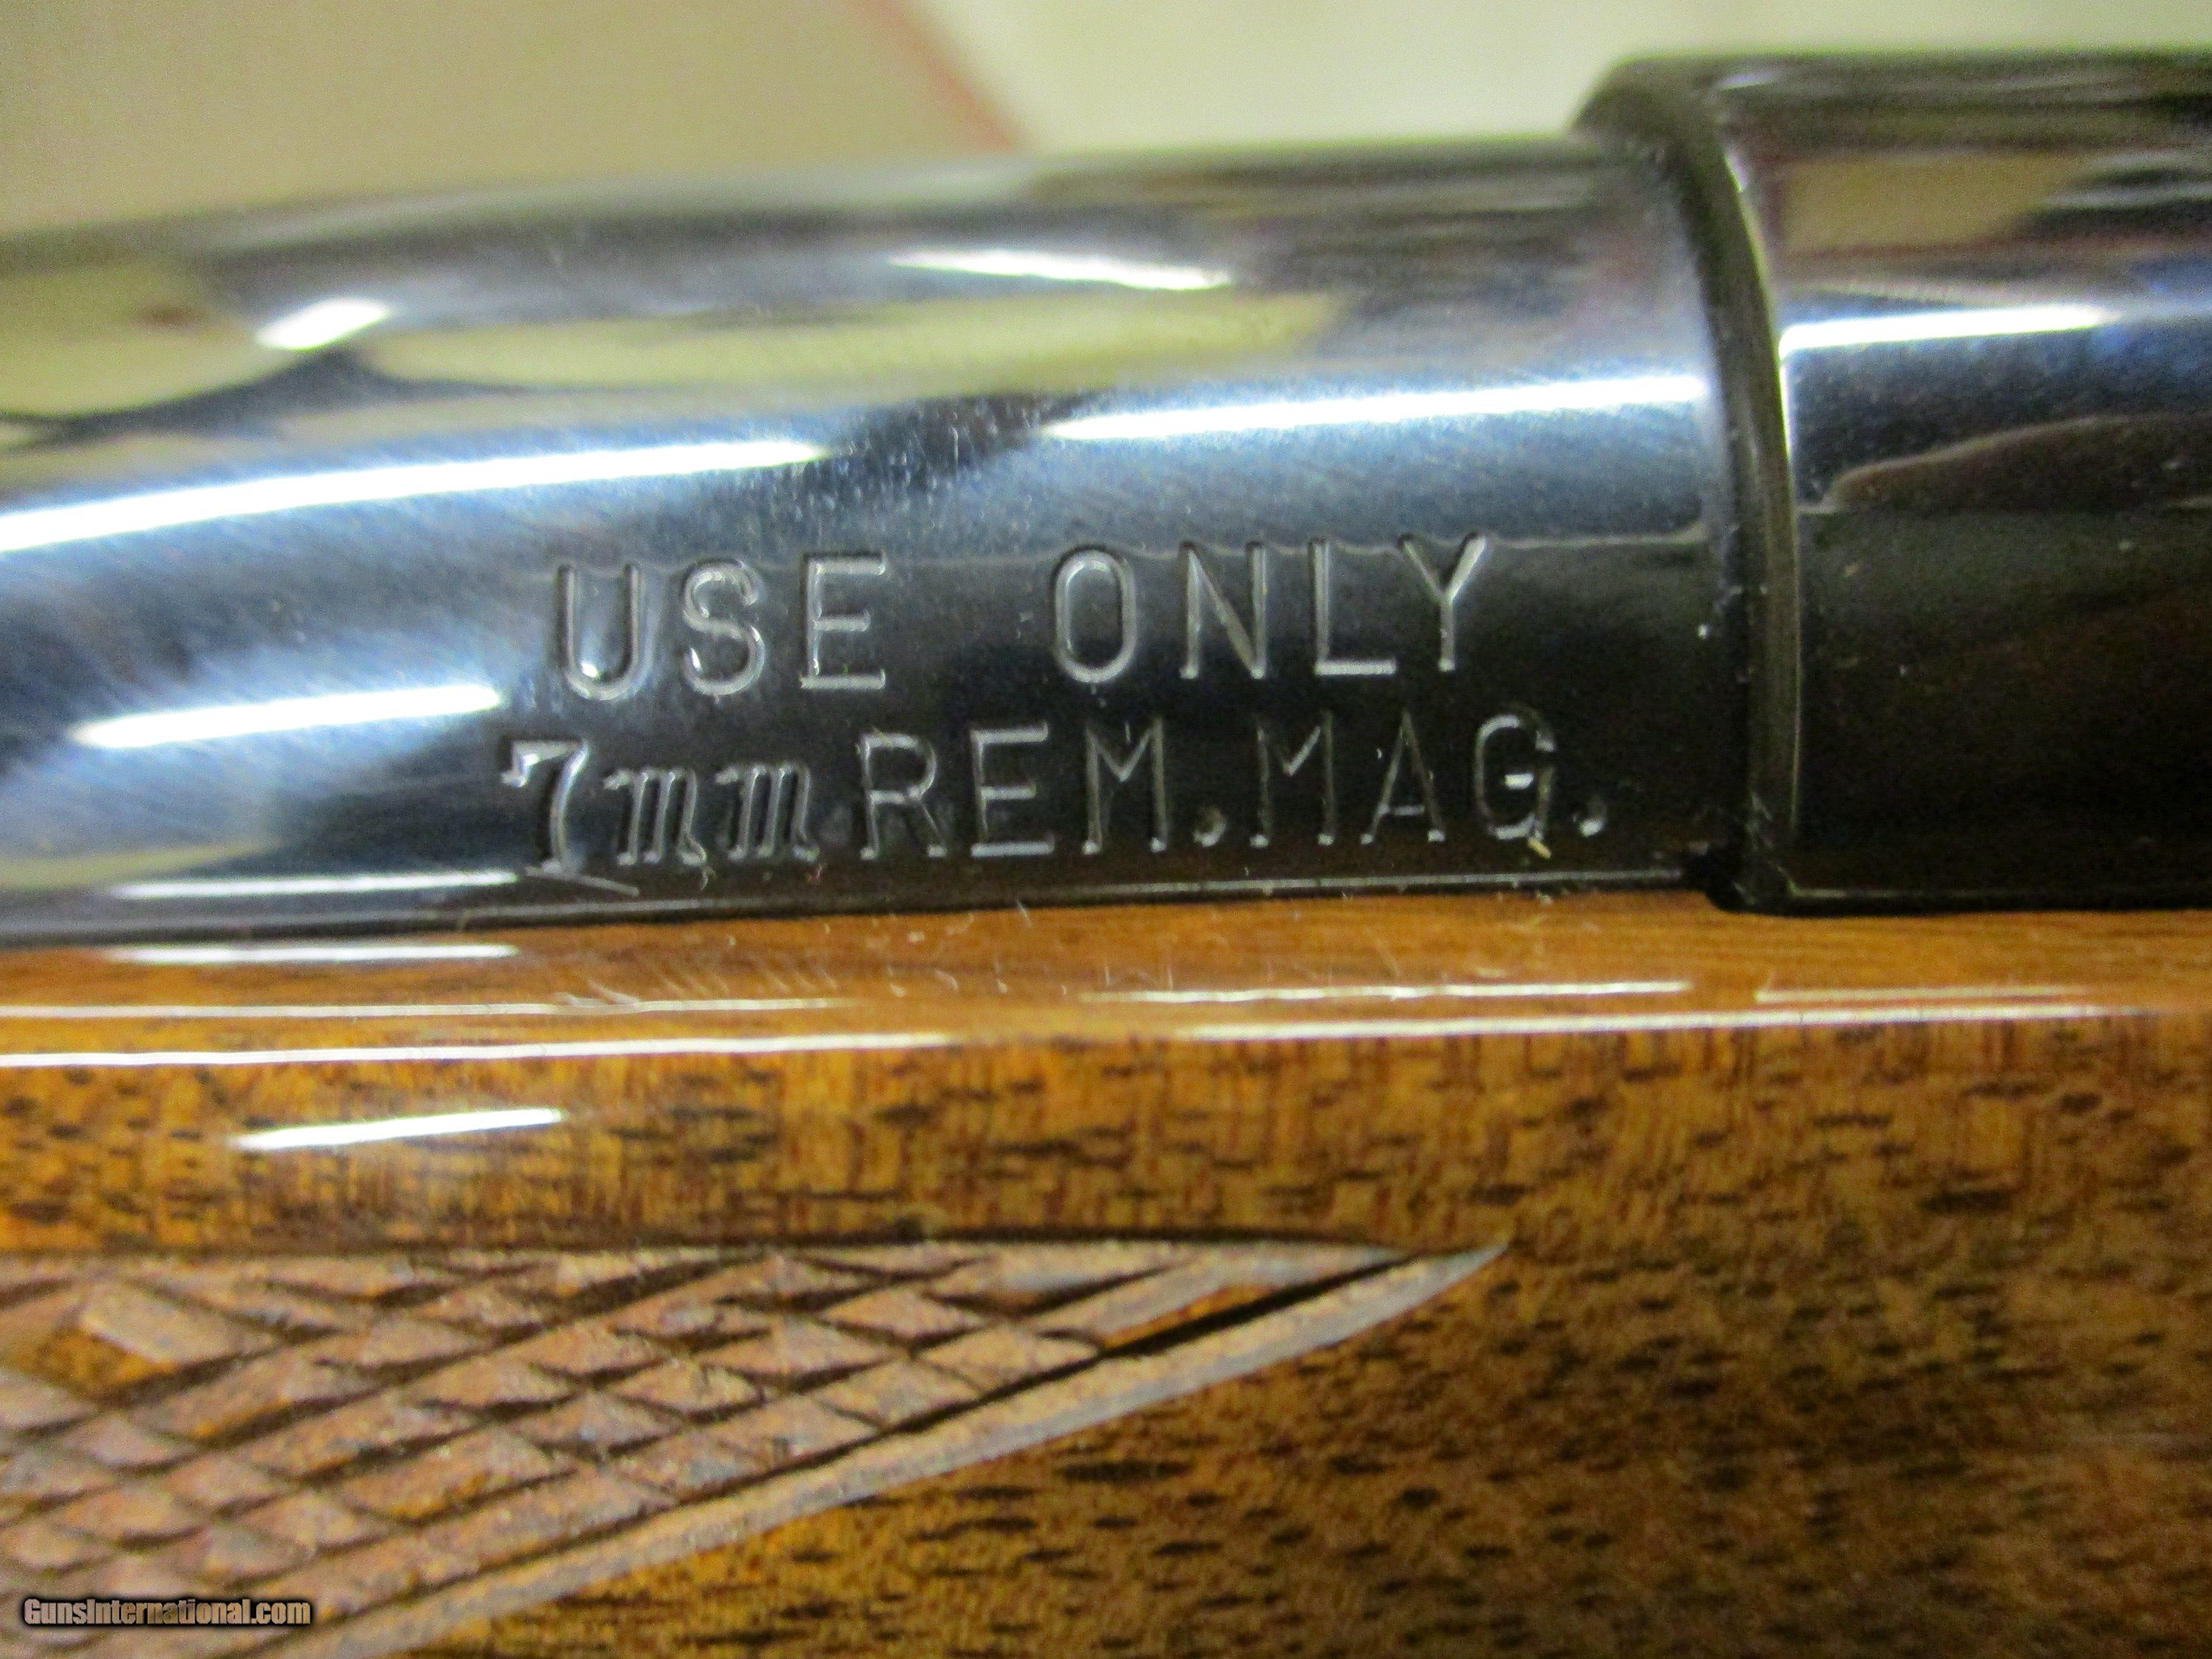 USE ONLY
7mm REM. MAG.
GunsInternational.com